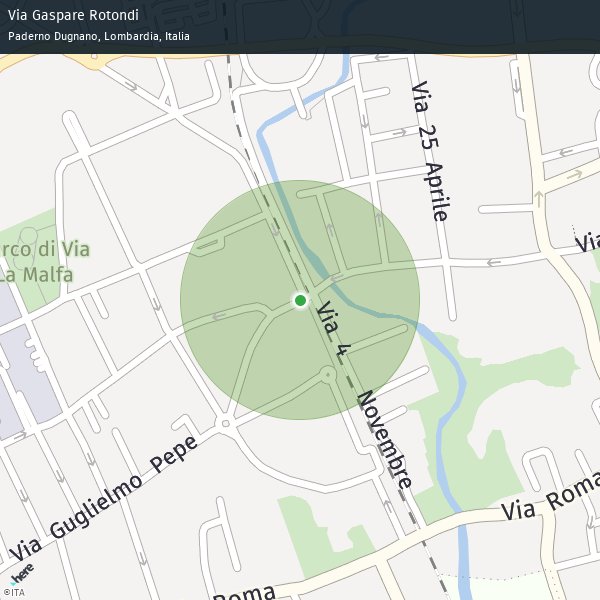 Via Gaspare Rotondi
Paderno Dugnano, Lombardia, Italia
Via 25 Aprile
Via
rco di Via
La Malfa
Via 4 Novembre
Via Guglielmo Pepe
Via Roma
Roma
here
©ITA